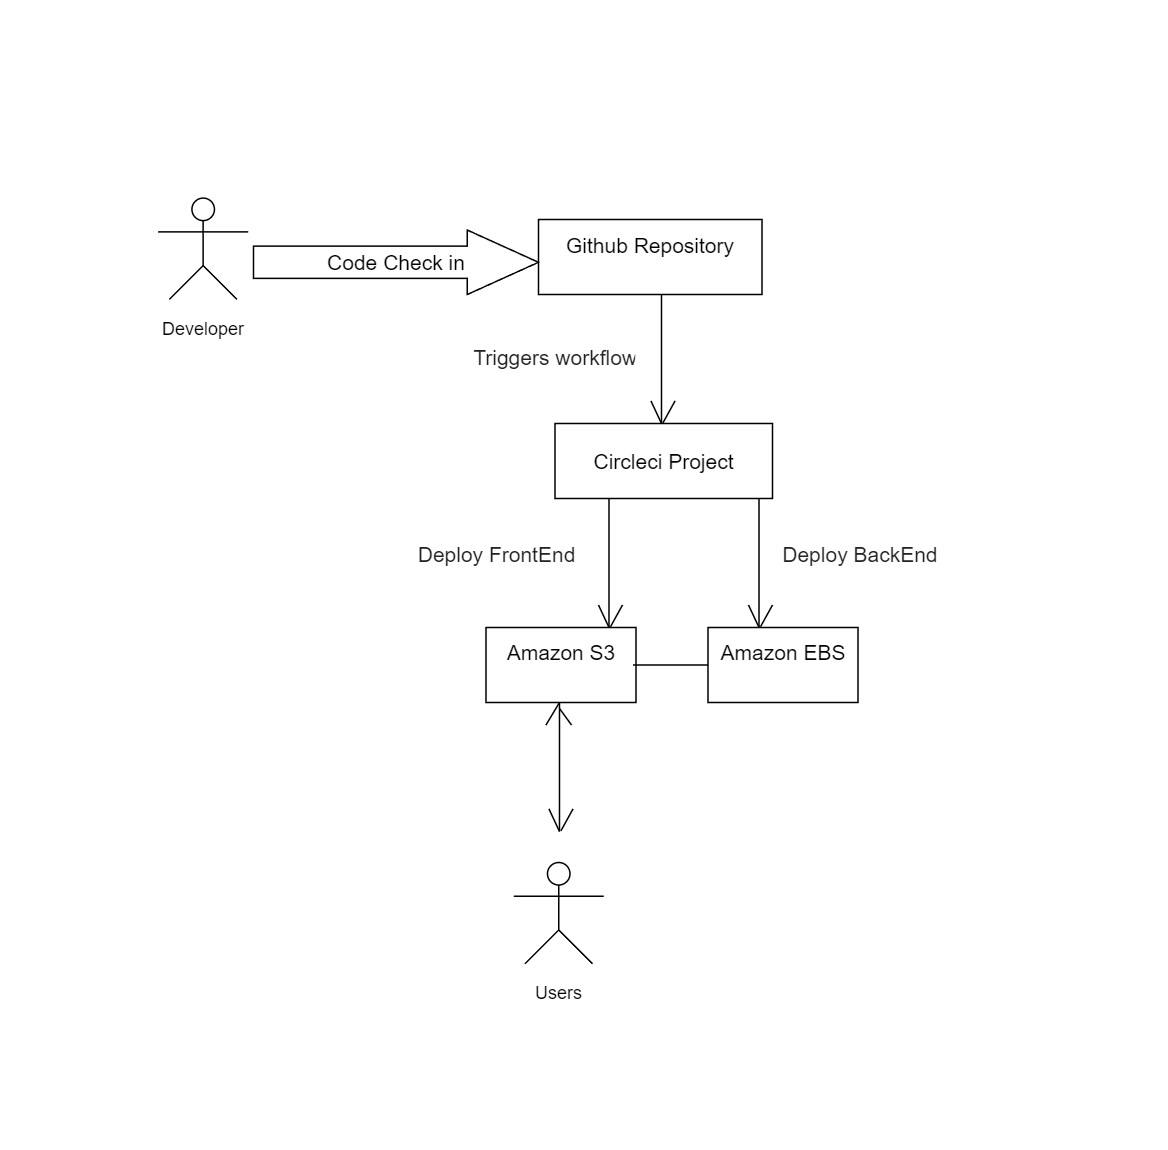 Code Check in
Github Repository
Developer
Triggers workflow
Circleci Project
Deploy FrontEnd
Deploy BackEnd
Amazon S3
Amazon EBS
Users